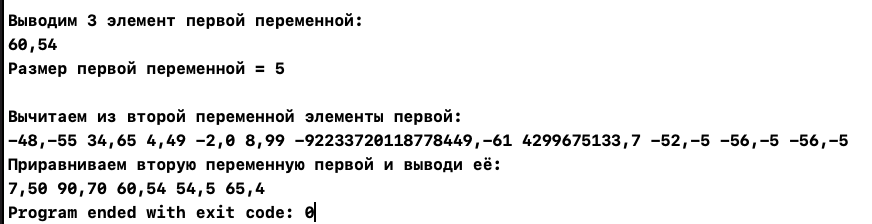 Выводим 3 элемент первой переменной:
60,54
Размер первой переменной = 5
Вычитаем из второй переменной элементы первой:
-48,-55 34,65 4,49 -2,0 8,99 -92233720118778449,-61 4299675133,7 -52,-5 -56,-5 -56,-5
Приравниваем вторую переменную первой и выводи её:
7,50 90,70 60,54 54,5 65,4
Program ended with exit code: 0